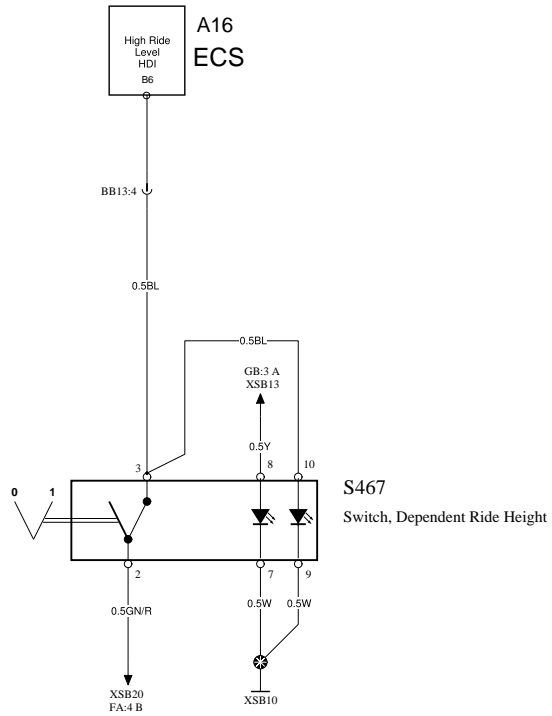 A16
ECS
High Ride
Level
HDI
B6
BB13:4
0.5BL
0.5BL
GB:3 A
XSB13
0.5Y
3
8
10
0
1
S467
Switch, Dependent Ride Height
2
7
9
0.5GN/R
0.5W
0.5W
XSB20
FA:4 B
XSB10